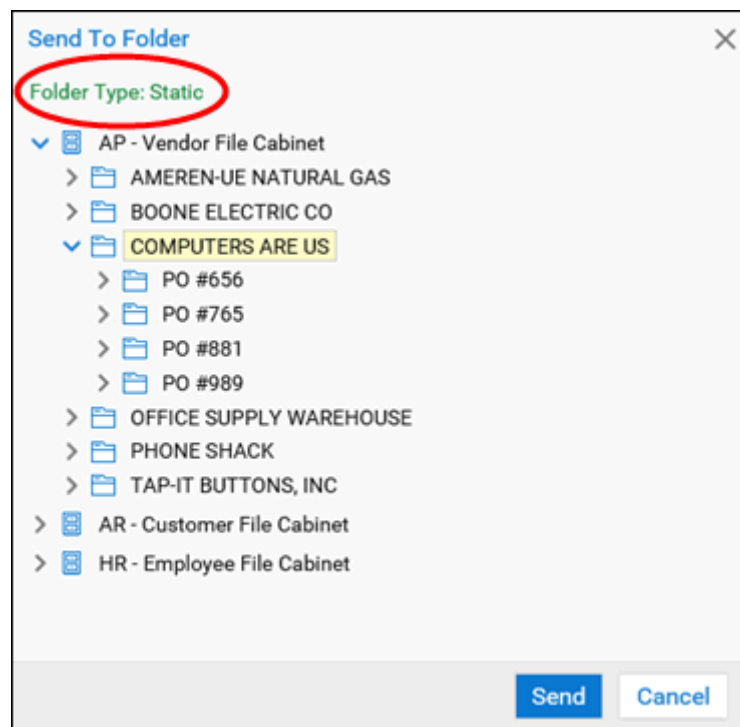 Send To Folder
Folder Type: Static
AP - Vendor File Cabinet
AMEREN-UE NATURAL GAS
BOONE ELECTRIC CO
COMPUTERS ARE US
PO #656
PO #765
PO #881
PO #989
OFFICE SUPPLY WAREHOUSE
PHONE SHACK
TAP-IT BUTTONS, INC
AR - Customer File Cabinet
HR - Employee File Cabinet
Send Cancel